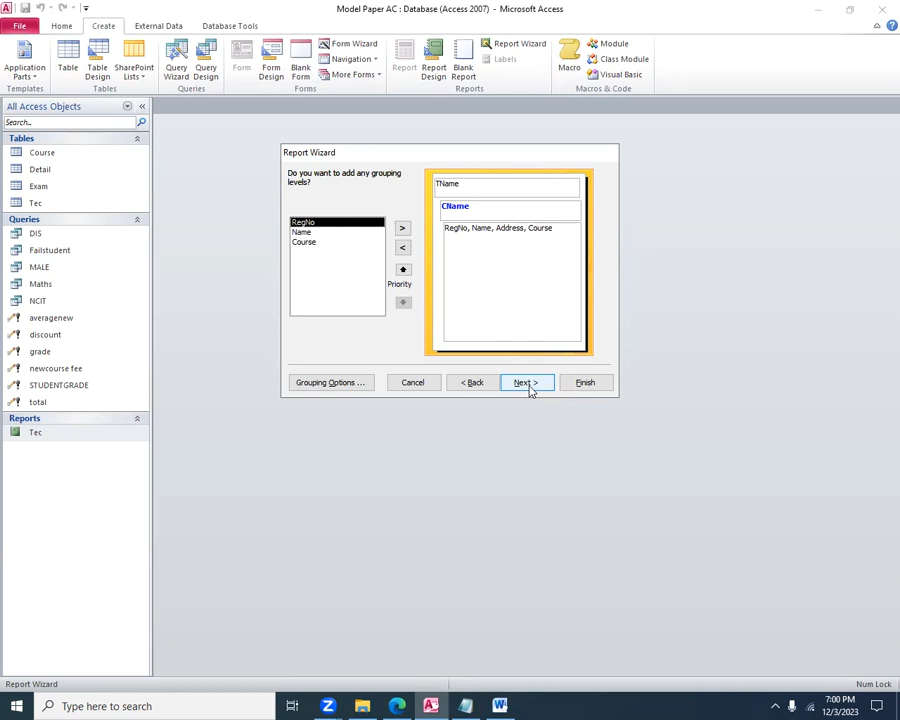 Model Paper AC : Database (Access 2007) - Microsoft Access
File Home Create External Data Database Tools
Application Parts
Table
Table Design
SharePoint Lists
Query Wizard
Query Design
Form
Form Design
Blank Form
Form Wizard
Navigation
More Forms
Report
Report Design
Blank Report
Report Wizard
Labels
Macro
Module
Class Module
Visual Basic
Templates Tables Queries Forms Reports Macros & Code
All Access Objects
Search...
Tables
Course
Detail
Exam
Tec
Queries
DIS
Failstudent
MALE
Maths
NCIT
averagenew
discount
grade
newcourse fee
STUDENTGRADE
total
Reports
Tec
Report Wizard
Do you want to add any grouping
levels?
RegNo
Name
Course
>
<
Priority
TName
CName
RegNo, Name, Address, Course
Grouping Options ... Cancel < Back Next > Finish
Report Wizard
Num Lock
Type here to search
7:00 PM
12/3/2023